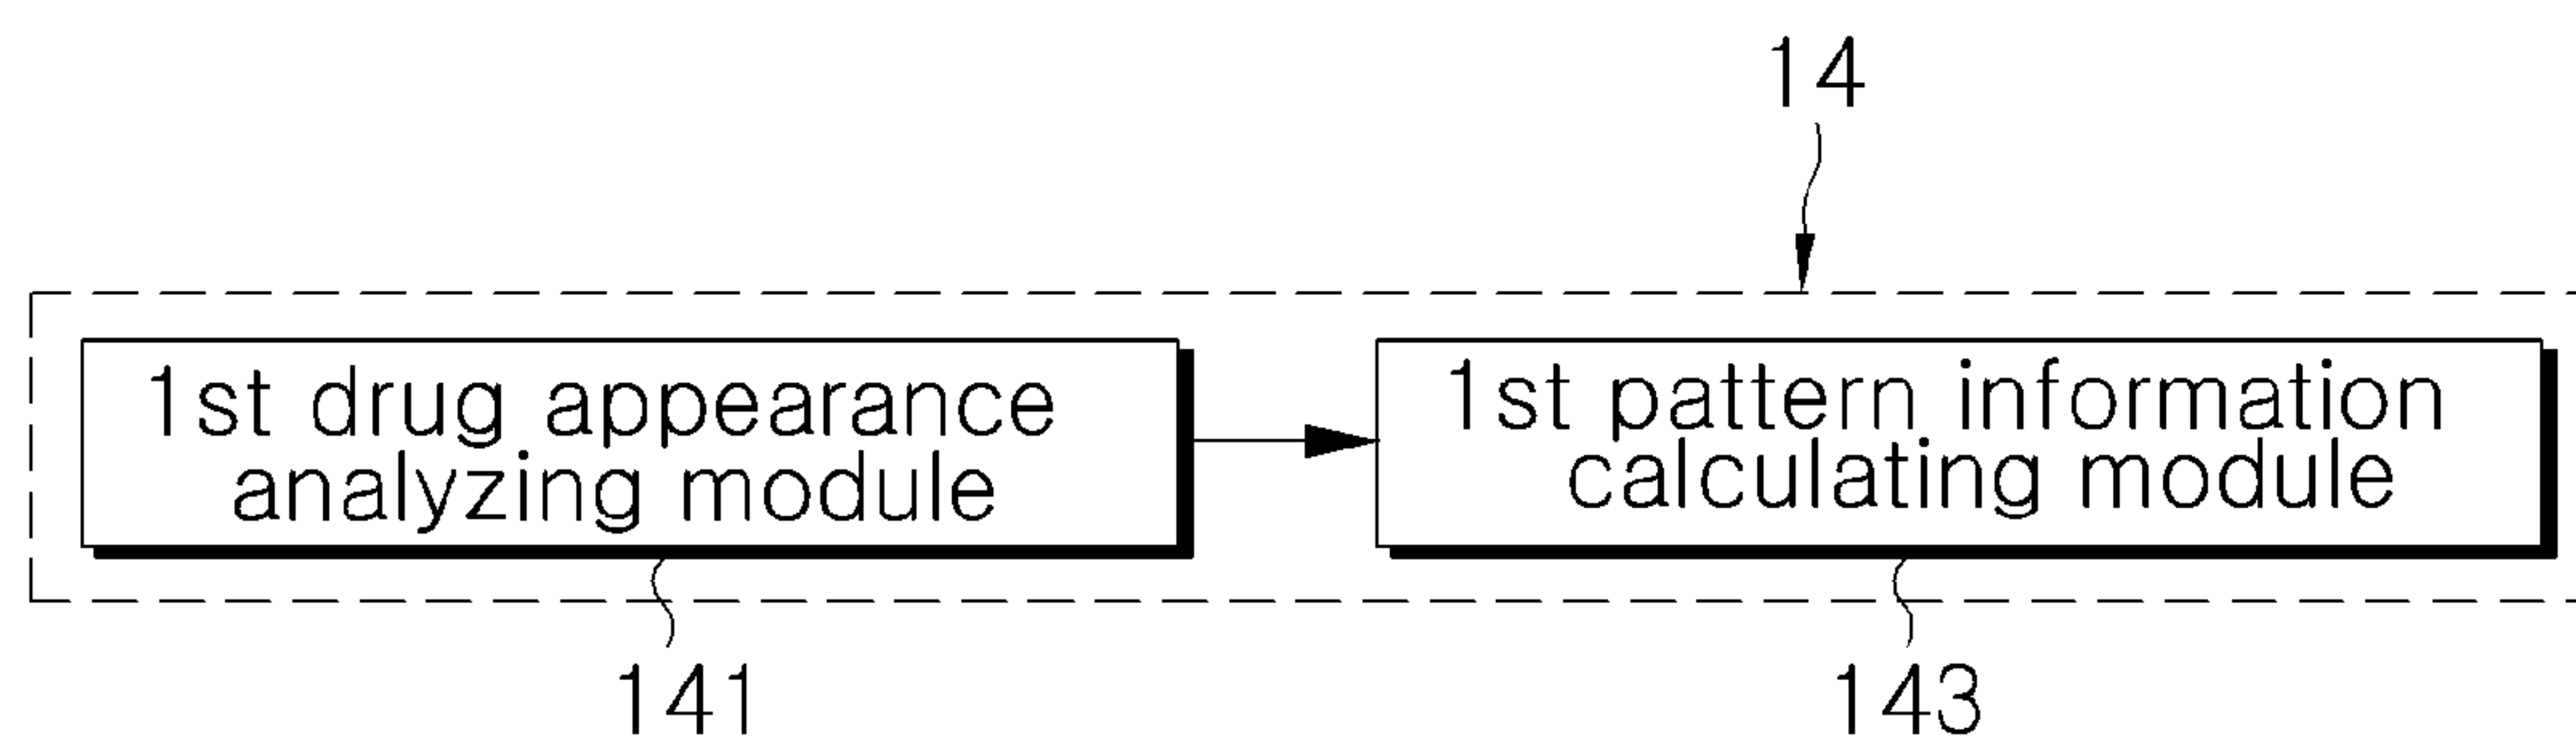 14
1st drug appearance
analyzing module
1st pattern information
calculating module
141
143